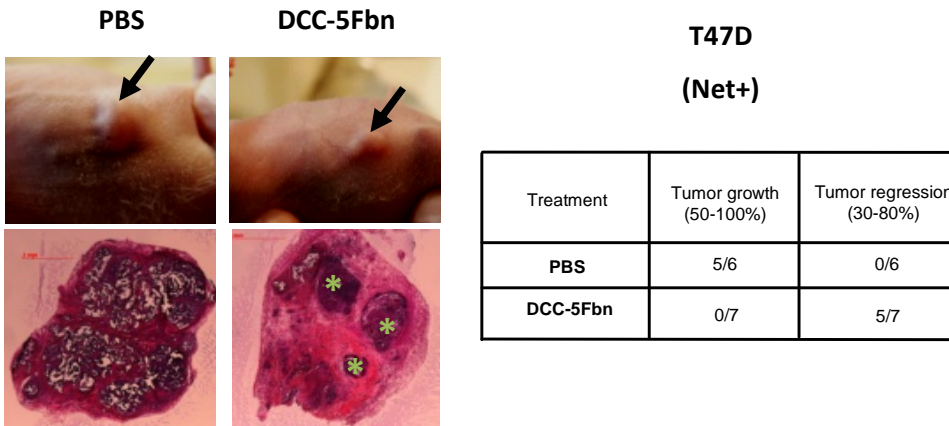 PBS
DCC-5Fbn
T47D
(Net+)
Treatment
Tumor growth
(50-100%)
Tumor regression
(30-80%)
PBS
5/6
0/6
DCC-5Fbn
0/7
5/7